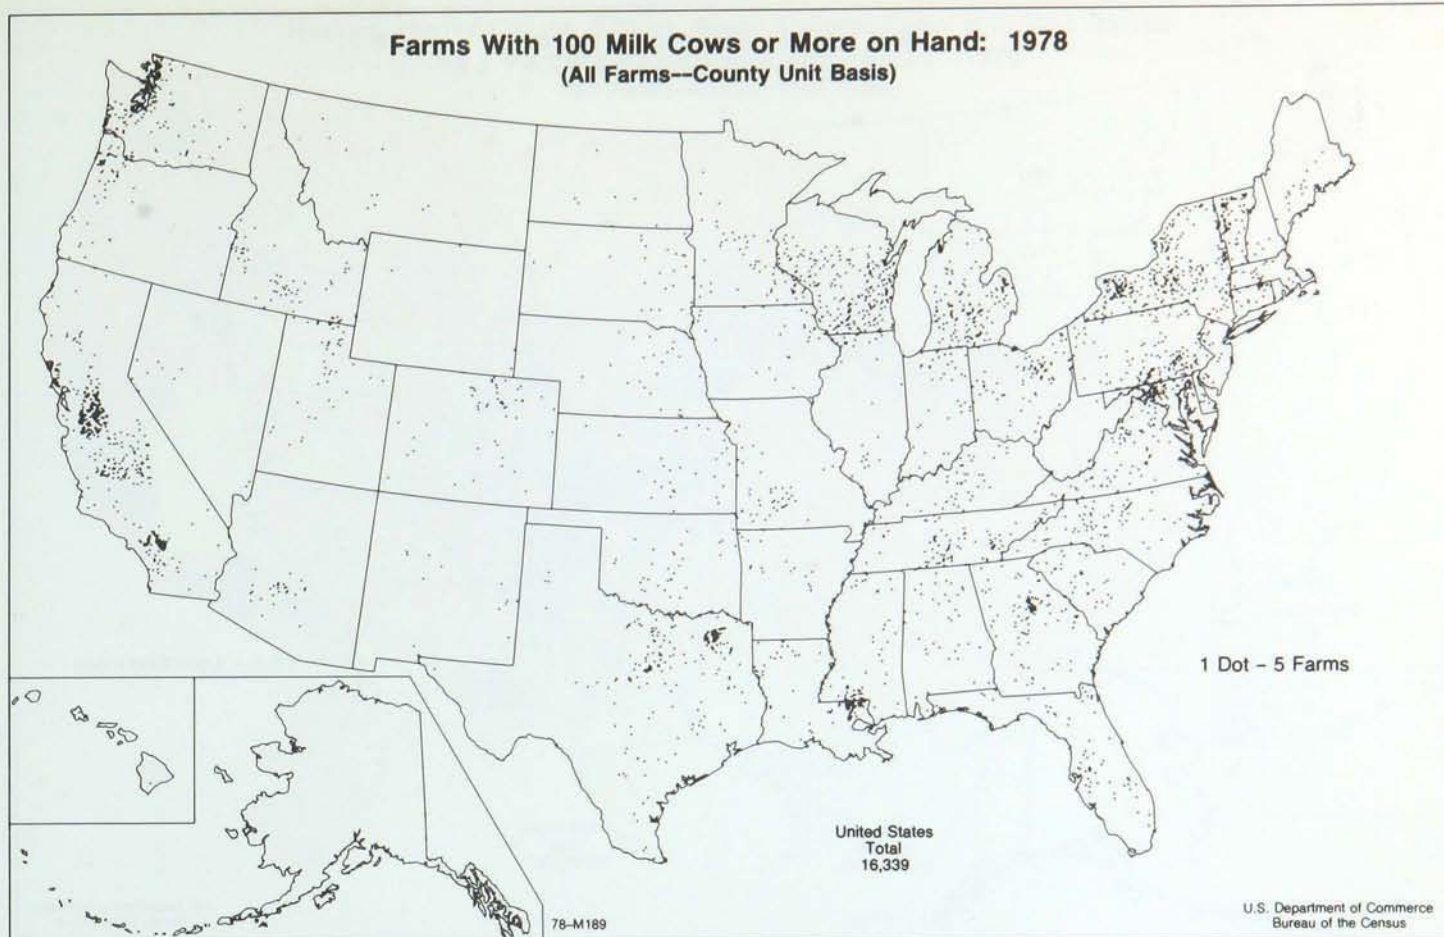 Farms With 100 Milk Cows or More on Hand: 1978
(All Farms--County Unit Basis)
1 Dot - 5 Farms
United States
Total
16,339
78-M189
U.S. Department of Commerce
Bureau of the Census